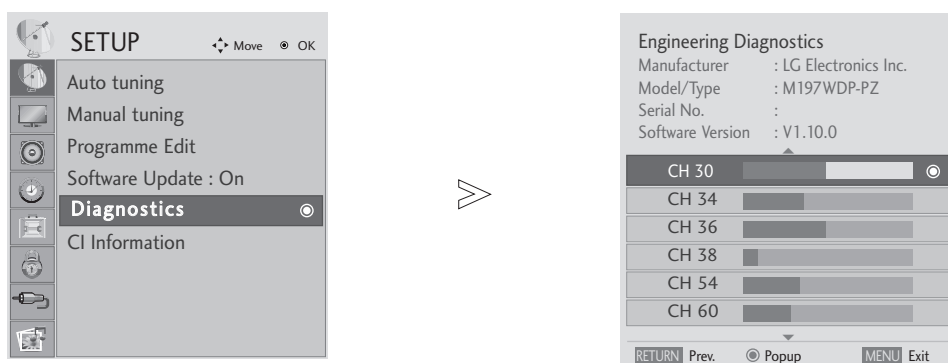 SETUP
Move OK
Auto tuning
Manual tuning
Programme Edit
Software Update : On
Diagnostics
CI Information
Engineering Diagnostics
Manufacturer : LG Electronics Inc.
Model/Type : M197WDP-PZ
Serial No. :
Software Version : V1.10.0
CH 30
CH 34
CH 36
CH 38
CH 54
CH 60
RETURN Prev. Popup MENU Exit